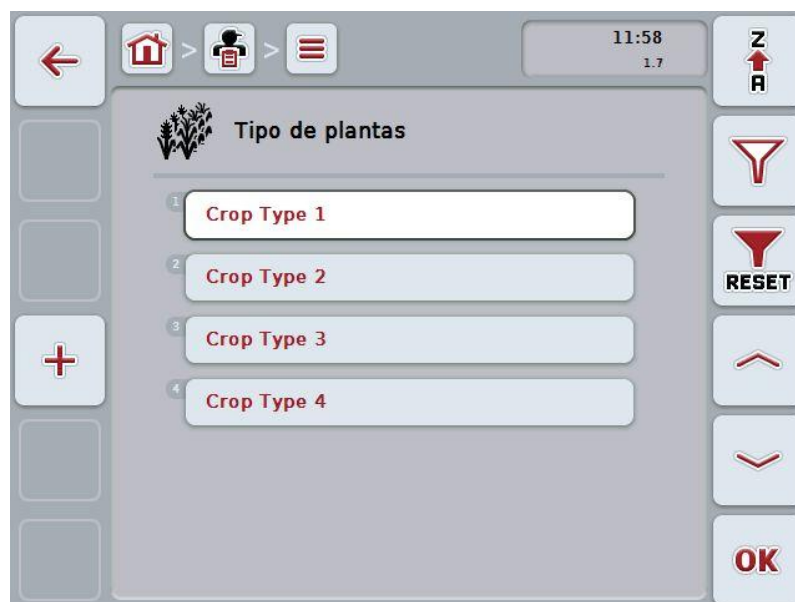 > > 11:58
1.7
Z
A
Tipo de plantas
1 Crop Type 1
2 Crop Type 2
RESET
3 Crop Type 3
4 Crop Type 4
OK